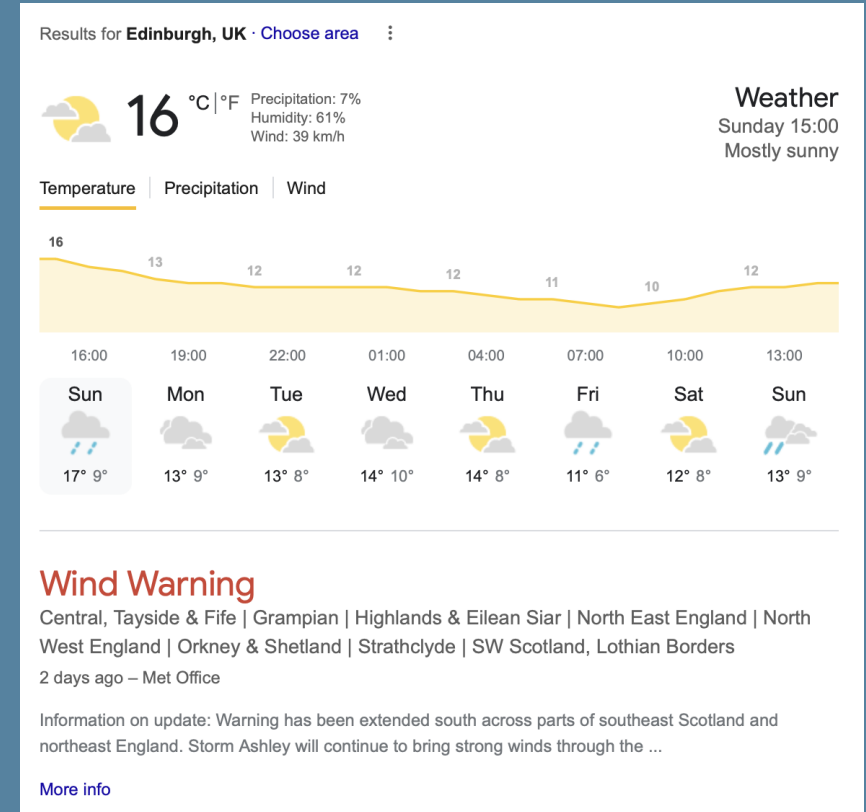 Results for Edinburgh, UK · Choose area
16 °C|°F
Precipitation: 7%
Humidity: 61%
Wind: 39 km/h
Weather
Sunday 15:00
Mostly sunny
Temperature | Precipitation | Wind
16 13 12 12 12 11 10 12
16:00 19:00 22:00 01:00 04:00 07:00 10:00 13:00
Sun Mon Tue Wed Thu Fri Sat Sun
17° 9° 13° 9° 13° 8° 14° 10° 14° 8° 11° 6° 12° 8° 13° 9°
Wind Warning
Central, Tayside & Fife | Grampian | Highlands & Eilean Siar | North East England | North
West England | Orkney & Shetland | Strathclyde | SW Scotland, Lothian Borders
2 days ago – Met Office
Information on update: Warning has been extended south across parts of southeast Scotland and
northeast England. Storm Ashley will continue to bring strong winds through the ...
More info